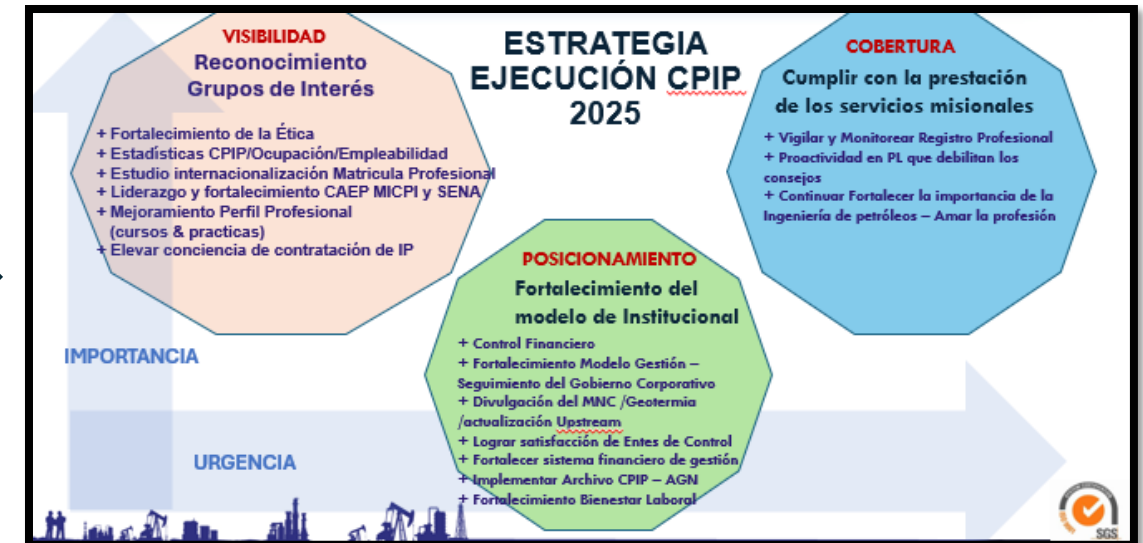 ESTRATEGIA
EJECUCIÓN CPIP
2025
VISIBILIDAD
Reconocimiento
Grupos de Interés
+ Fortalecimiento de la Ética
+ Estadísticas CPIP/Ocupación/Empleabilidad
+ Estudio internacionalización Matricula Profesional
+ Liderazgo y fortalecimiento CAEP MICPI y SENA
+ Mejoramiento Perfil Profesional
(cursos & practicas)
+ Elevar conciencia de contratación de IP
POSICIONAMIENTO
Fortalecimiento del
modelo de Institucional
+ Control Financiero
+ Fortalecimiento Modelo Gestión –
Seguimiento del Gobierno Corporativo
+ Divulgación del MNC /Geotermia
/actualización Upstream
+ Lograr satisfacción de Entes de Control
+ Fortalecer sistema financiero de gestión
+ Implementar Archivo CPIP – AGN
+ Fortalecimiento Bienestar Laboral
COBERTURA
Cumplir con la prestación
de los servicios misionales
+ Vigilar y Monitorear Registro Profesional
+ Proactividad en PL que debilitan los
consejos
+ Continuar Fortalecer la importancia de la
Ingeniería de petróleos – Amar la profesión
IMPORTANCIA
URGENCIA
SGS